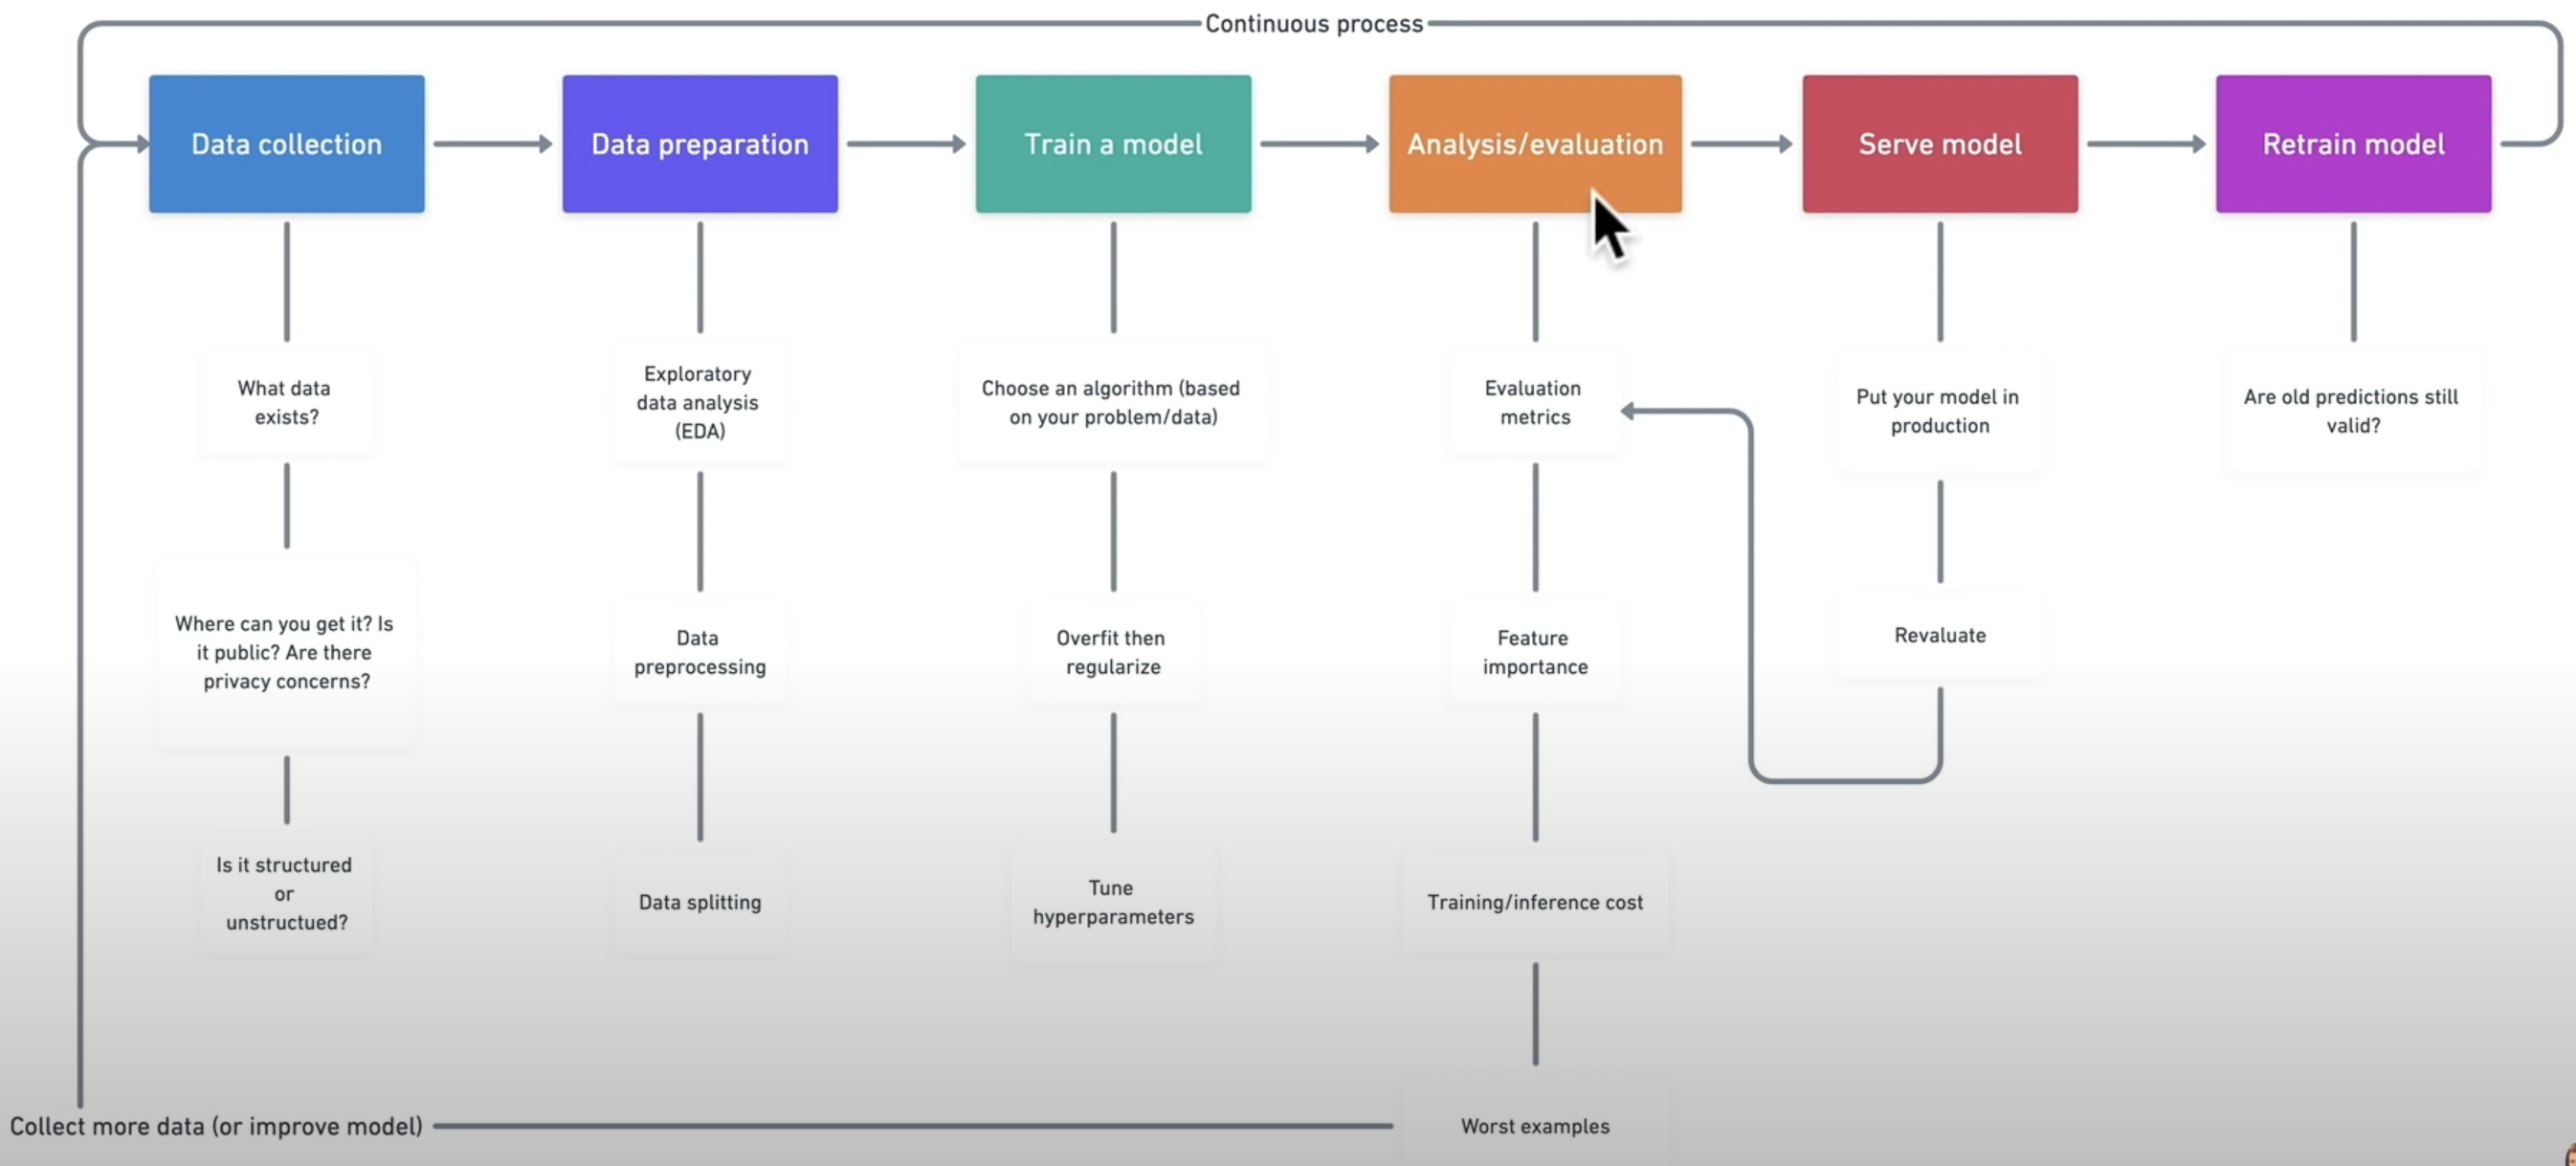 Continuous process
Data collection
Data preparation
Train a model
Analysis/evaluation
Serve model
Retrain model
What data
exists?
Where can you get it? Is
it public? Are there
privacy concerns?
Is it structured
or
unstructued?
Exploratory
data analysis
(EDA)
Data
preprocessing
Data splitting
Choose an algorithm (based
on your problem/data)
Overfit then
regularize
Tune
hyperparameters
Evaluation
metrics
Feature
importance
Training/inference cost
Worst examples
Put your model in
production
Revaluate
Are old predictions still
valid?
Collect more data (or improve model)